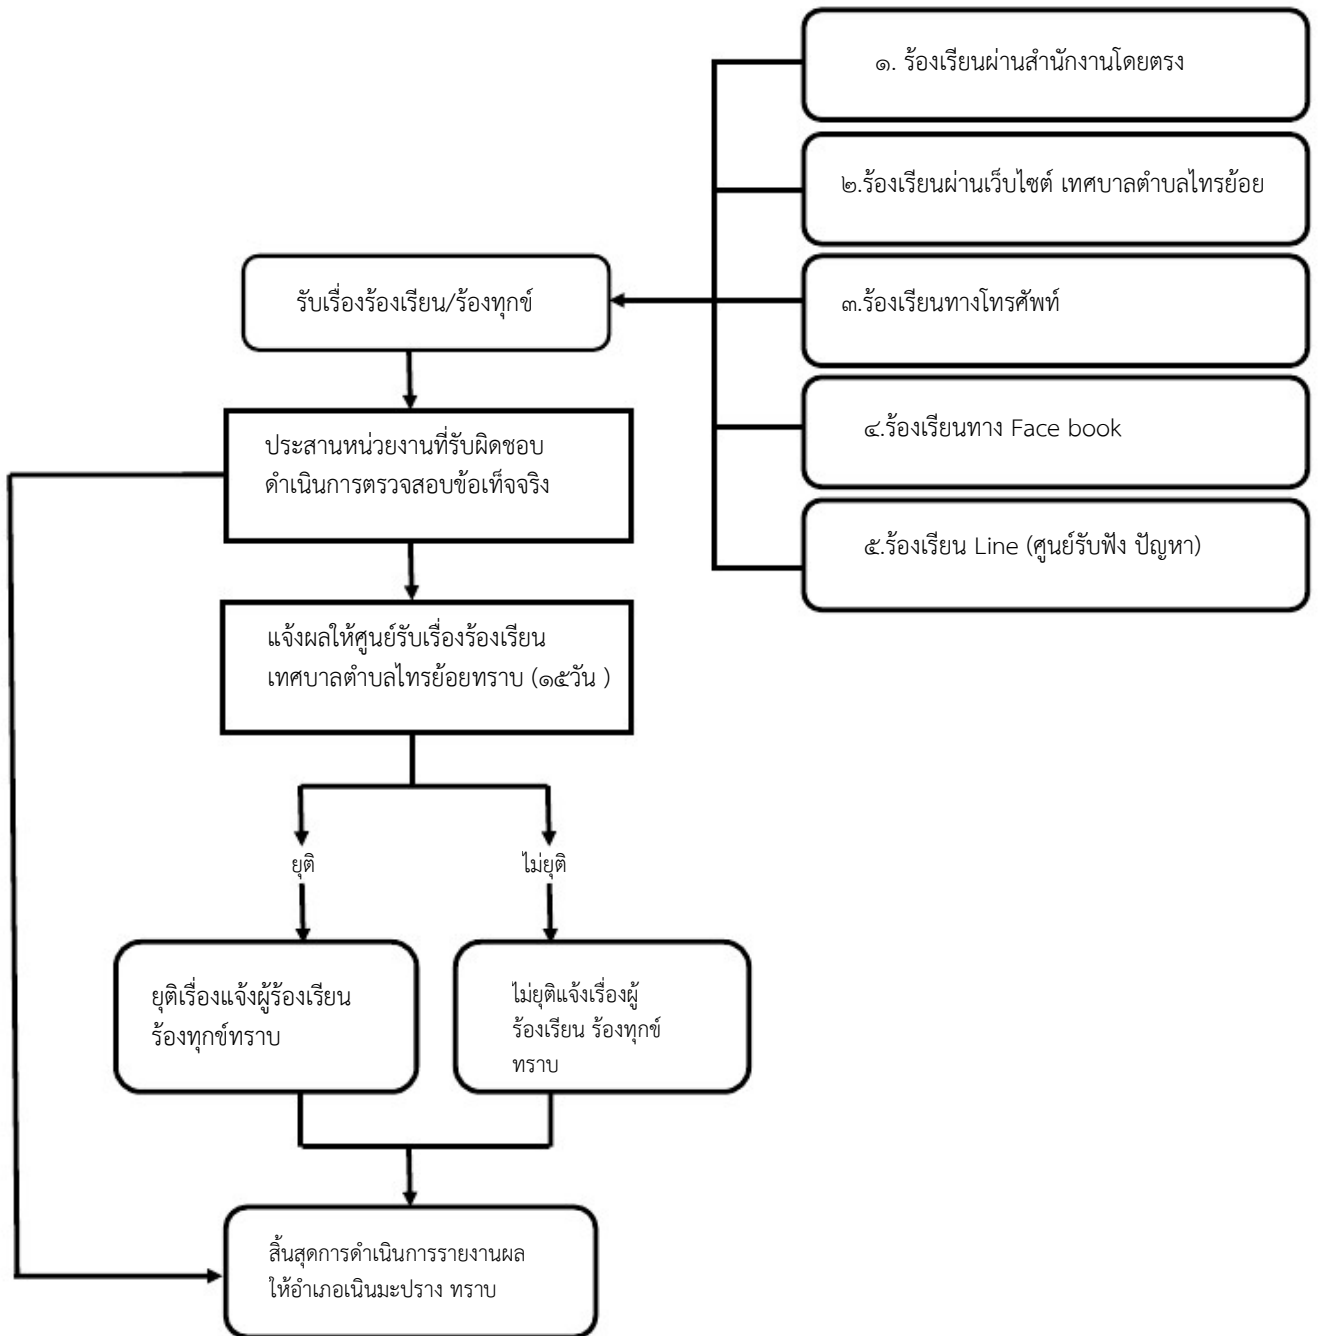 ๑. ร้องเรียนผ่านสำนักงานโดยตรง
๒.ร้องเรียนผ่านเว็บไซต์ เทศบาลตำบลไทรย้อย
รับเรื่องร้องเรียน/ร้องทุกข์
๓.ร้องเรียนทางโทรศัพท์
๔.ร้องเรียนทาง Face book
ประสานหน่วยงานที่รับผิดชอบ
ดำเนินการตรวจสอบข้อเท็จจริง
๕.ร้องเรียน Line (ศูนย์รับฟัง ปัญหา)
แจ้งผลให้ศูนย์รับเรื่องร้องเรียน
เทศบาลตำบลไทรย้อยทราบ (๑๕วัน )
ยุติ
ไม่ยุติ
ยุติเรื่องแจ้งผู้ร้องเรียน
ร้องทุกข์ทราบ
ไม่ยุติแจ้งเรื่องผู้
ร้องเรียน ร้องทุกข์
ทราบ
สิ้นสุดการดำเนินการรายงานผล
ให้อำเภอเนินมะปราง ทราบ